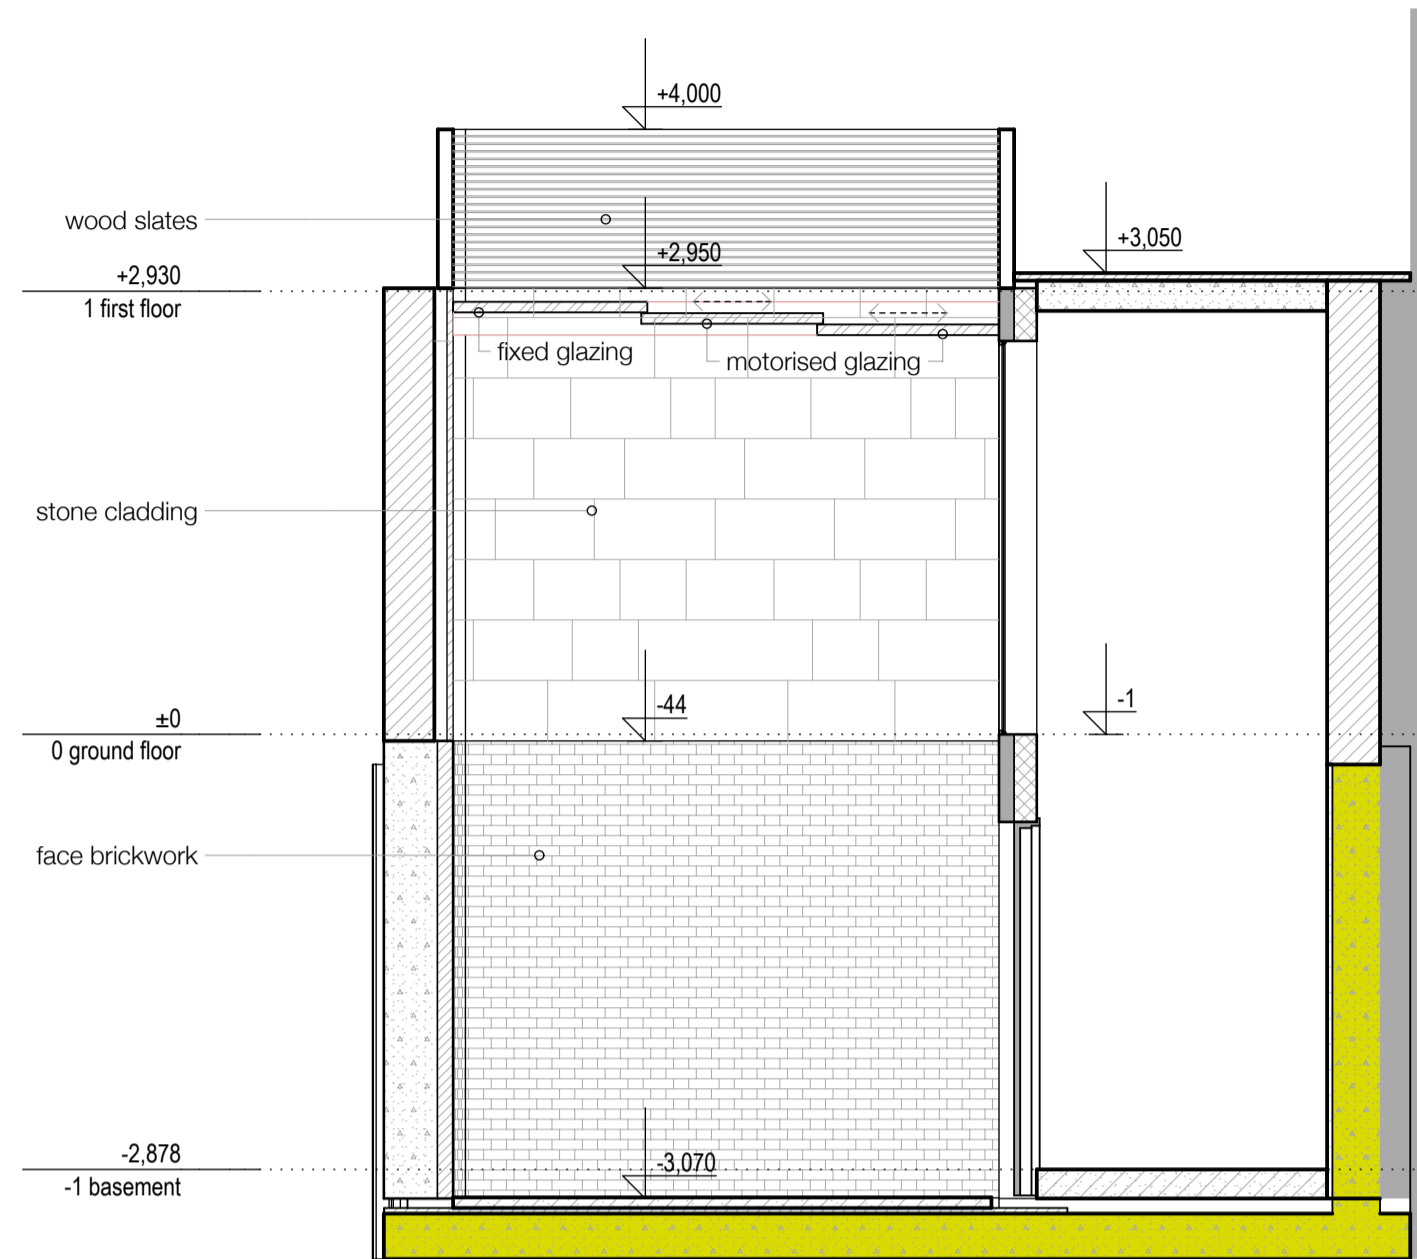 +4,000
wood slates
+3,050
+2,950
+2,930
1 first floor
fixed glazing
motorised glazing
stone cladding
-44
-1
±0
0 ground floor
face brickwork
-2,878
-3,070
-1 basement